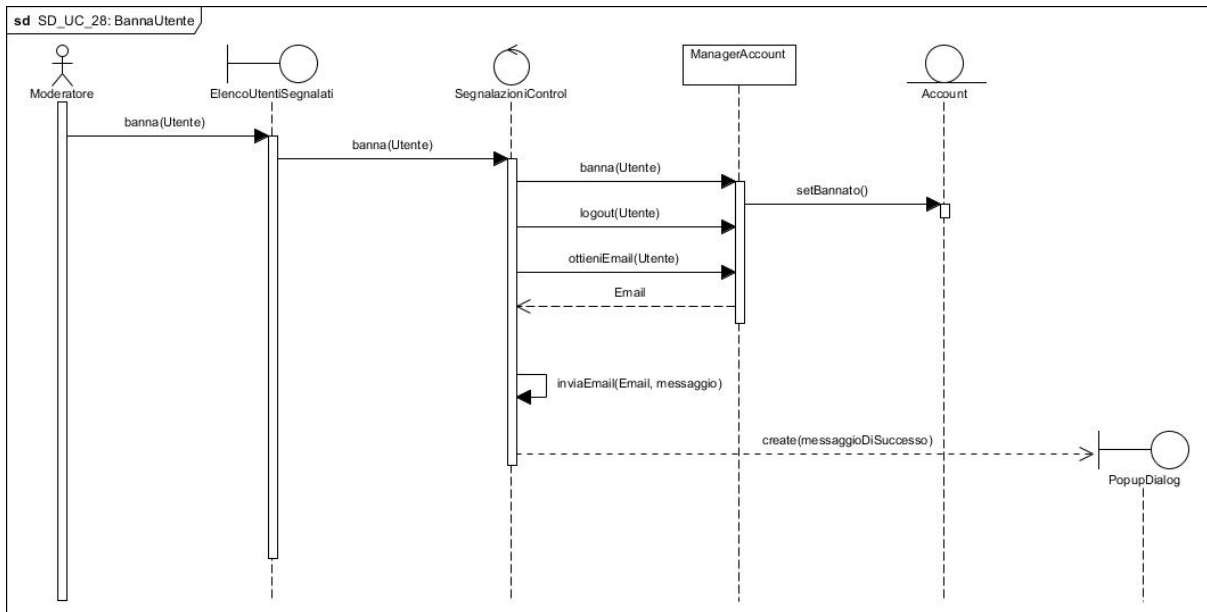 sd SD_UC_28: BannaUtente
ManagerAccount
Moderatore
ElencoUtentiSegnalati
SegnalazioniControl
Account
banna(Utente)
banna(Utente)
banna(Utente)
setBannato()
logout(Utente)
ottieniEmail(Utente)
Email
inviaEmail(Email, messaggio)
create(messaggioDiSuccesso)
PopupDialog